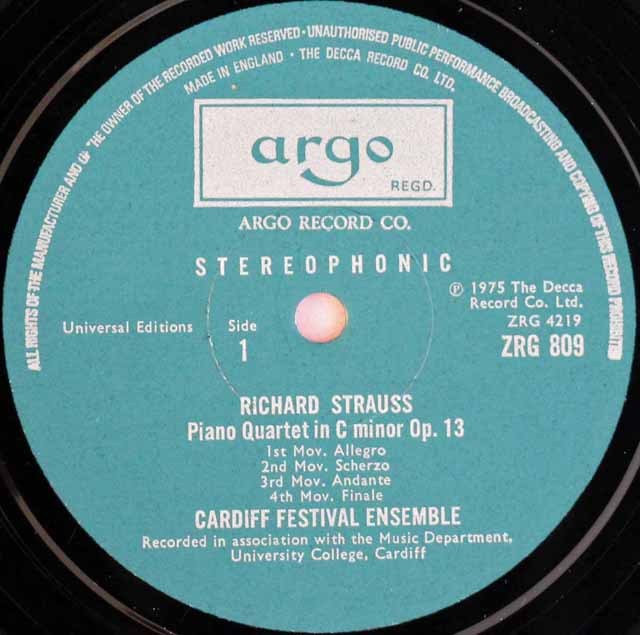 ALL RIGHTS OF THE MANUFACTURER AND OF THE OWNER OF THE RECORDED WORK RESERVED · UNAUTHORISED PUBLIC PERFORMANCE BROADCASTING AND COPYING OF THIS RECORD PROHIBITED
MADE IN ENGLAND · THE DECCA RECORD CO. LTD.
argo
REGD.
ARGO RECORD CO.
STEREOPHONIC
℗ 1975 The Decca
Record Co. Ltd.
ZRG 4219
Universal Editions
Side
1
ZRG 809
RICHARD STRAUSS
Piano Quartet in C minor Op. 13
1st Mov. Allegro
2nd Mov. Scherzo
3rd Mov. Andante
4th Mov. Finale
CARDIFF FESTIVAL ENSEMBLE
Recorded in association with the Music Department,
University College, Cardiff